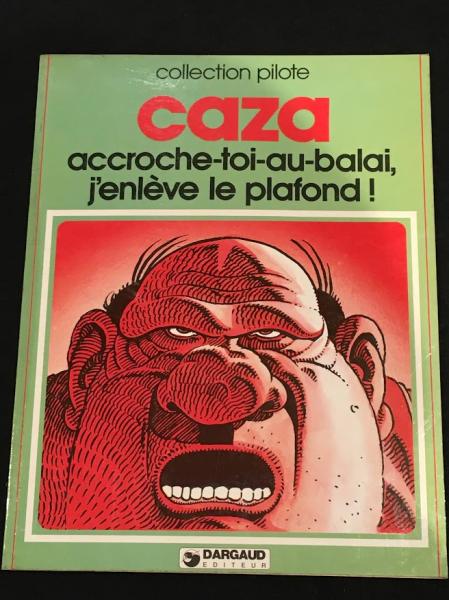 collection pilote
caza
accroche-toi-au-balai,
j'enlève le plafond !
DARGAUD
EDITEUR